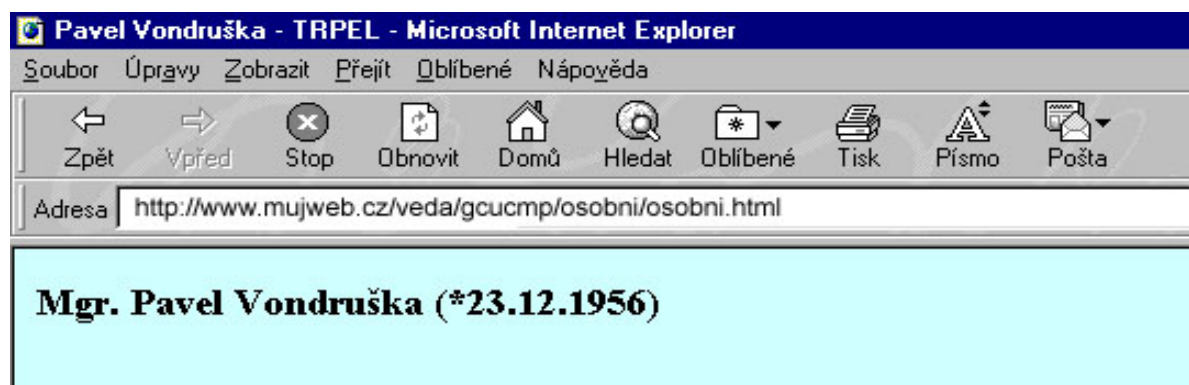 Pavel Vondruška - TRPEL - Microsoft Internet Explorer
Soubor Úpravy Zobrazit Přejít Oblíbené Nápověda
Zpět Vpřed Stop Obnovit Domů Hledat Oblíbené Tisk Písmo Pošta
Adresa http://www.mujweb.cz/veda/gcucmp/osobni/osobni.html
Mgr. Pavel Vondruška (*23.12.1956)